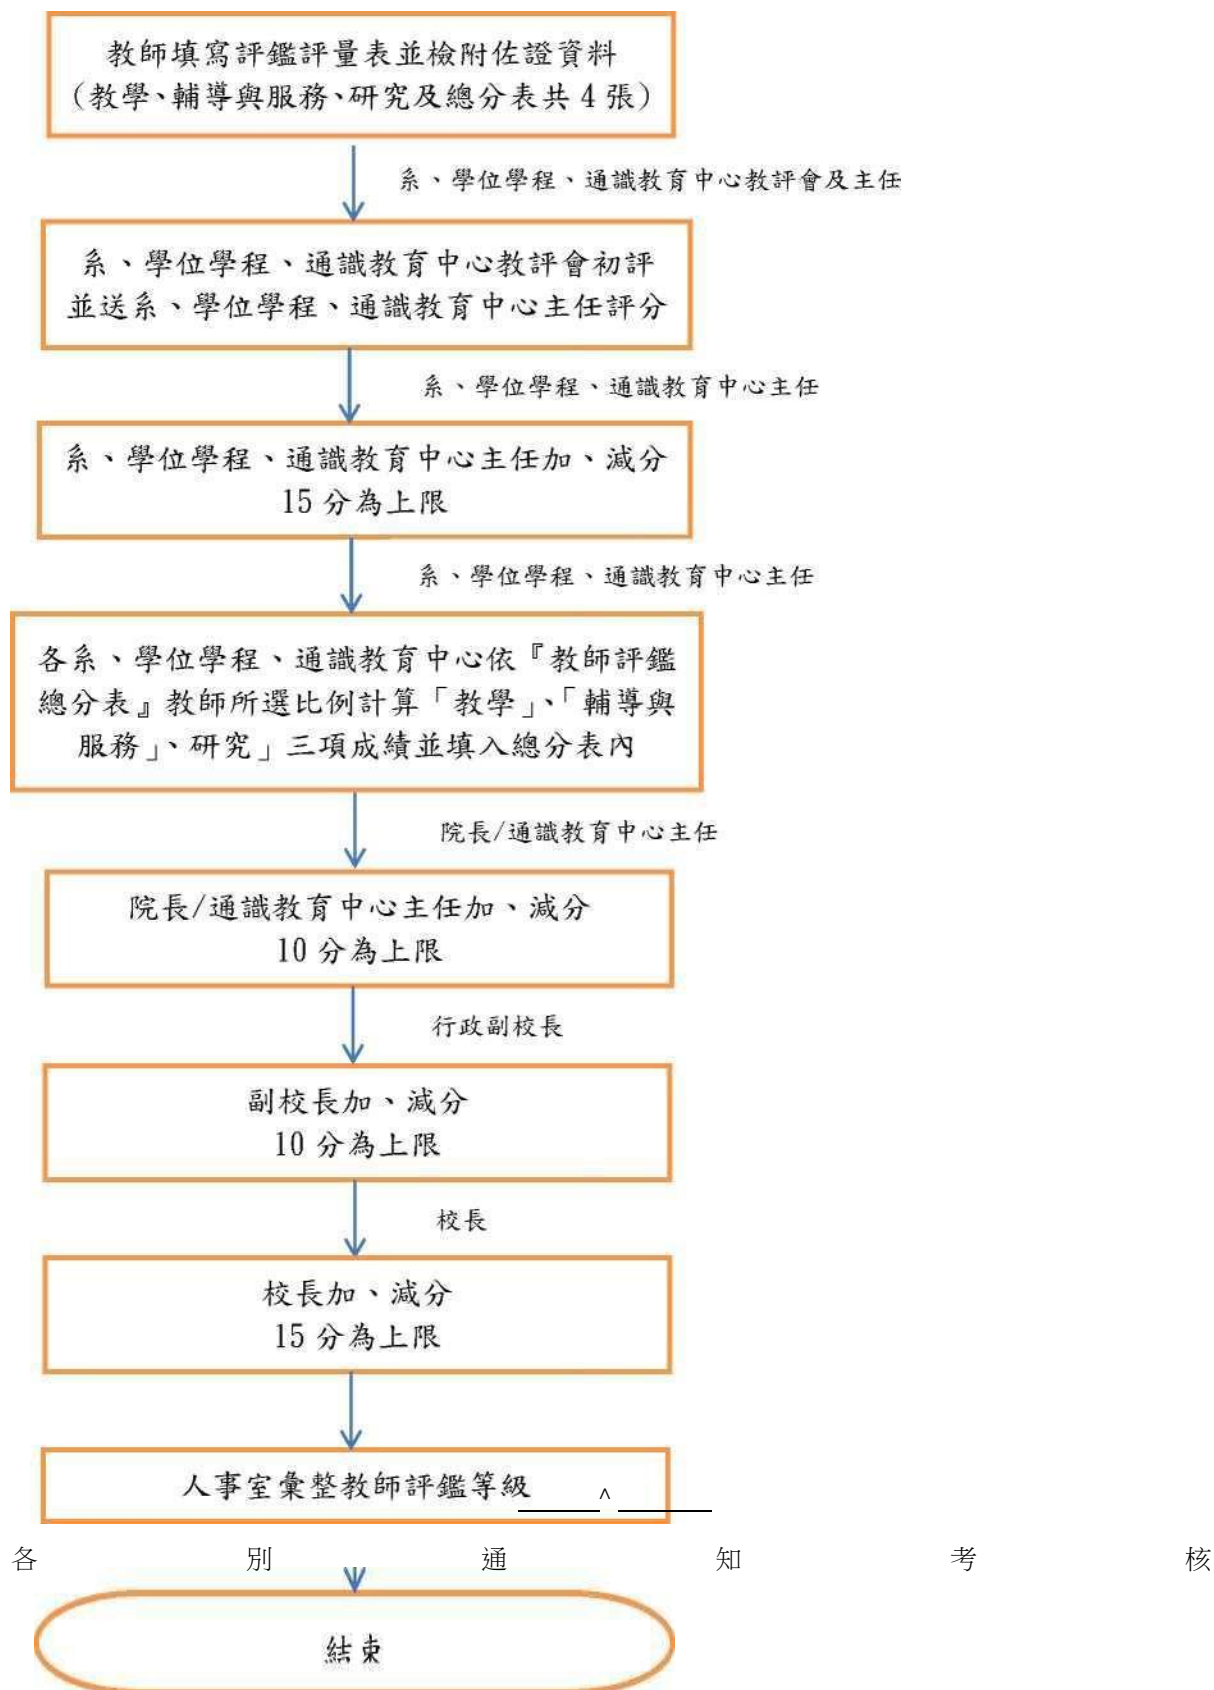 教師填寫評鑑評量表並檢附佐證資料
（教學、輔導與服務、研究及總分表共 4 張）
系、學位學程、通識教育中心教評會及主任
系、學位學程、通識教育中心教評會初評
並送系、學位學程、通識教育中心主任評分
系、學位學程、通識教育中心主任
系、學位學程、通識教育中心主任加、減分
15 分為上限
系、學位學程、通識教育中心主任
各系、學位學程、通識教育中心依『教師評鑑
總分表』教師所選比例計算「教學」、「輔導與
服務」、研究」三項成績並填入總分表內
院長/通識教育中心主任
院長/通識教育中心主任加、減分
10 分為上限
行政副校長
副校長加、減分
10 分為上限
校長
校長加、減分
15 分為上限
人事室彙整教師評鑑等級
^
各別通知考核
結束